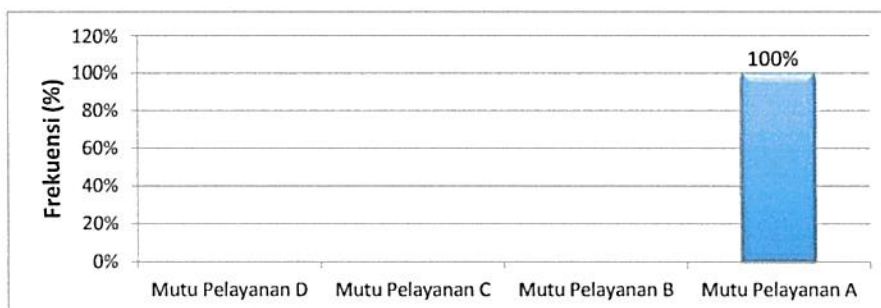 120%
100%
100%
80%
60%
40%
20%
0%
Frekuensi (%)
Mutu Pelayanan D
Mutu Pelayanan C
Mutu Pelayanan B
Mutu Pelayanan A